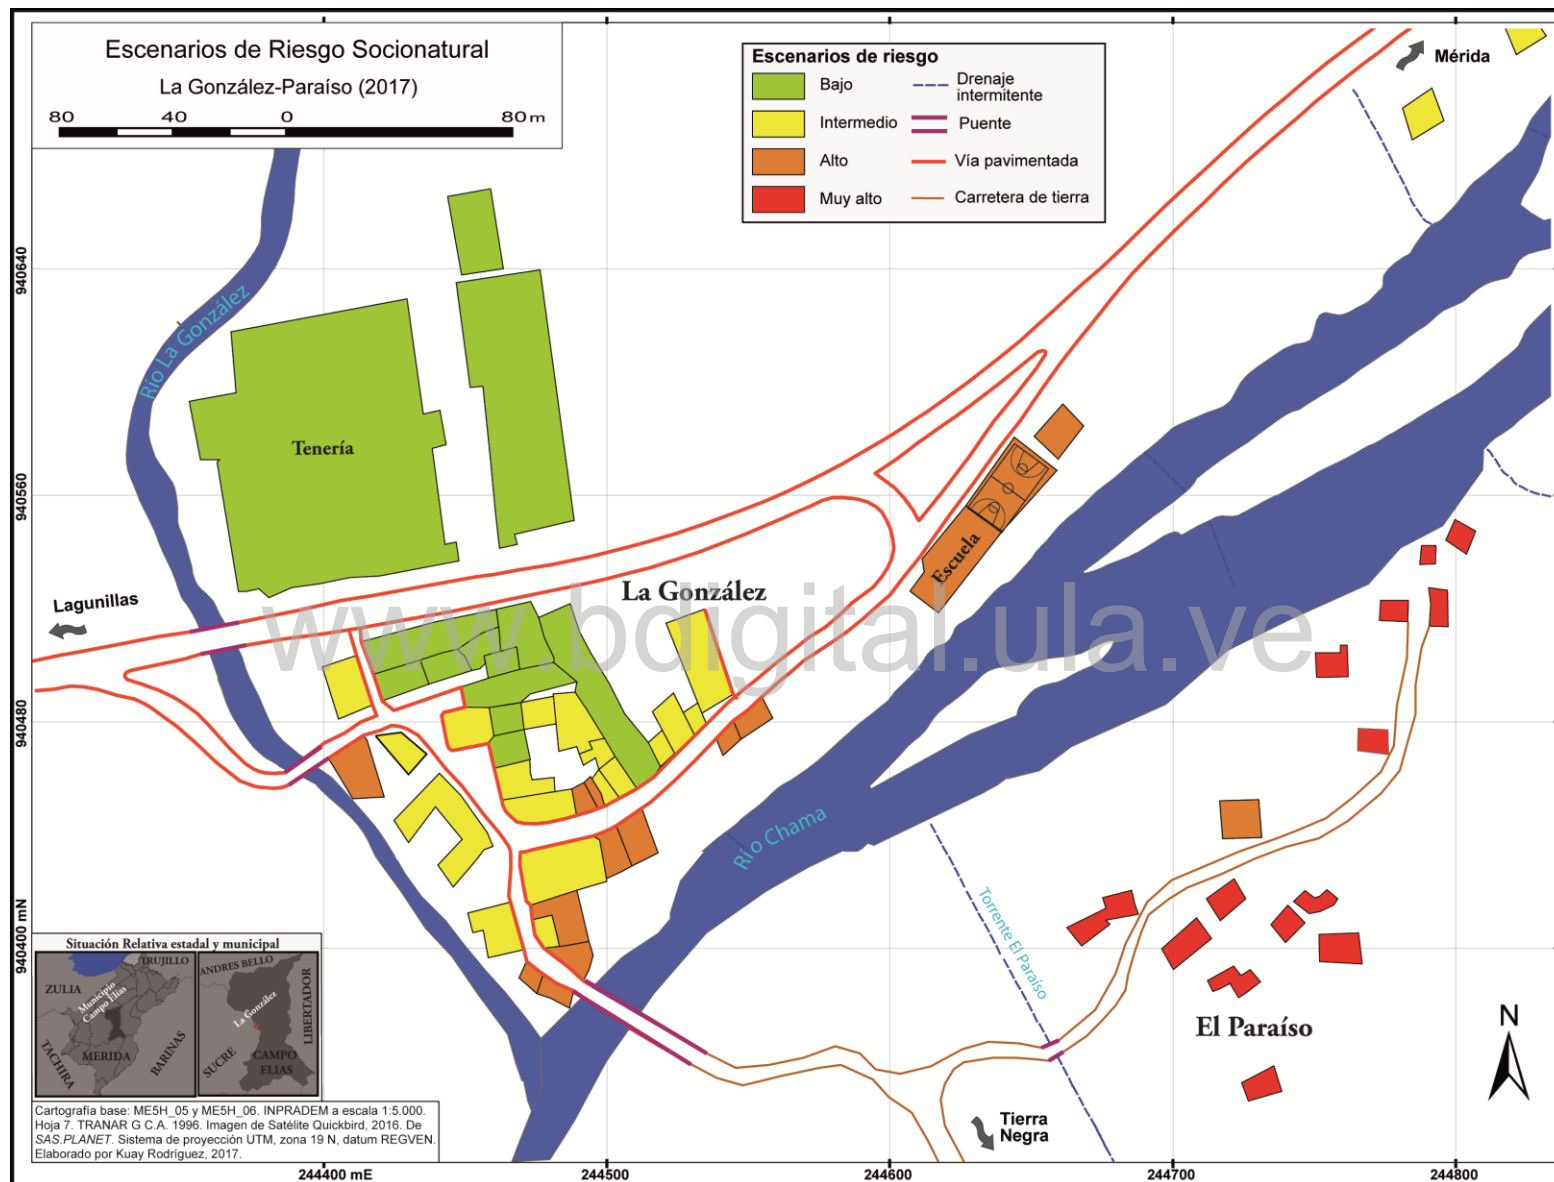 Escenarios de Riesgo Socionatural
La González-Paraíso (2017)
80 40 0 80 m
Escenarios de riesgo
Bajo
Intermedio
Alto
Muy alto
Drenaje
intermitente
Puente
Vía pavimentada
Carretera de tierra
Mérida
940640
940560
940480
940400 mN
Río La González
Tenería
Escuela
La González
Lagunillas
www.bdigital.ula.ve
Río Chama
Torrente El Paraíso
El Paraíso
Tierra
Negra
N
Situación Relativa estadal y municipal
ZULIA
TRUJILLO
Municipio
Campo Elías
MERIDA
TACHIRA
BARINAS
ANDRES BELLO
La González
LIBERTADOR
SUCRE
CAMPO
ELIAS
Cartografía base: ME5H_05 y ME5H_06. INPRADEM a escala 1:5.000.
Hoja 7. TRANAR G C.A. 1996. Imagen de Satélite Quickbird, 2016. De
SAS.PLANET. Sistema de proyección UTM, zona 19 N, datum REGVEN.
Elaborado por Kuay Rodríguez, 2017.
244400 mE
244500
244600
244700
244800